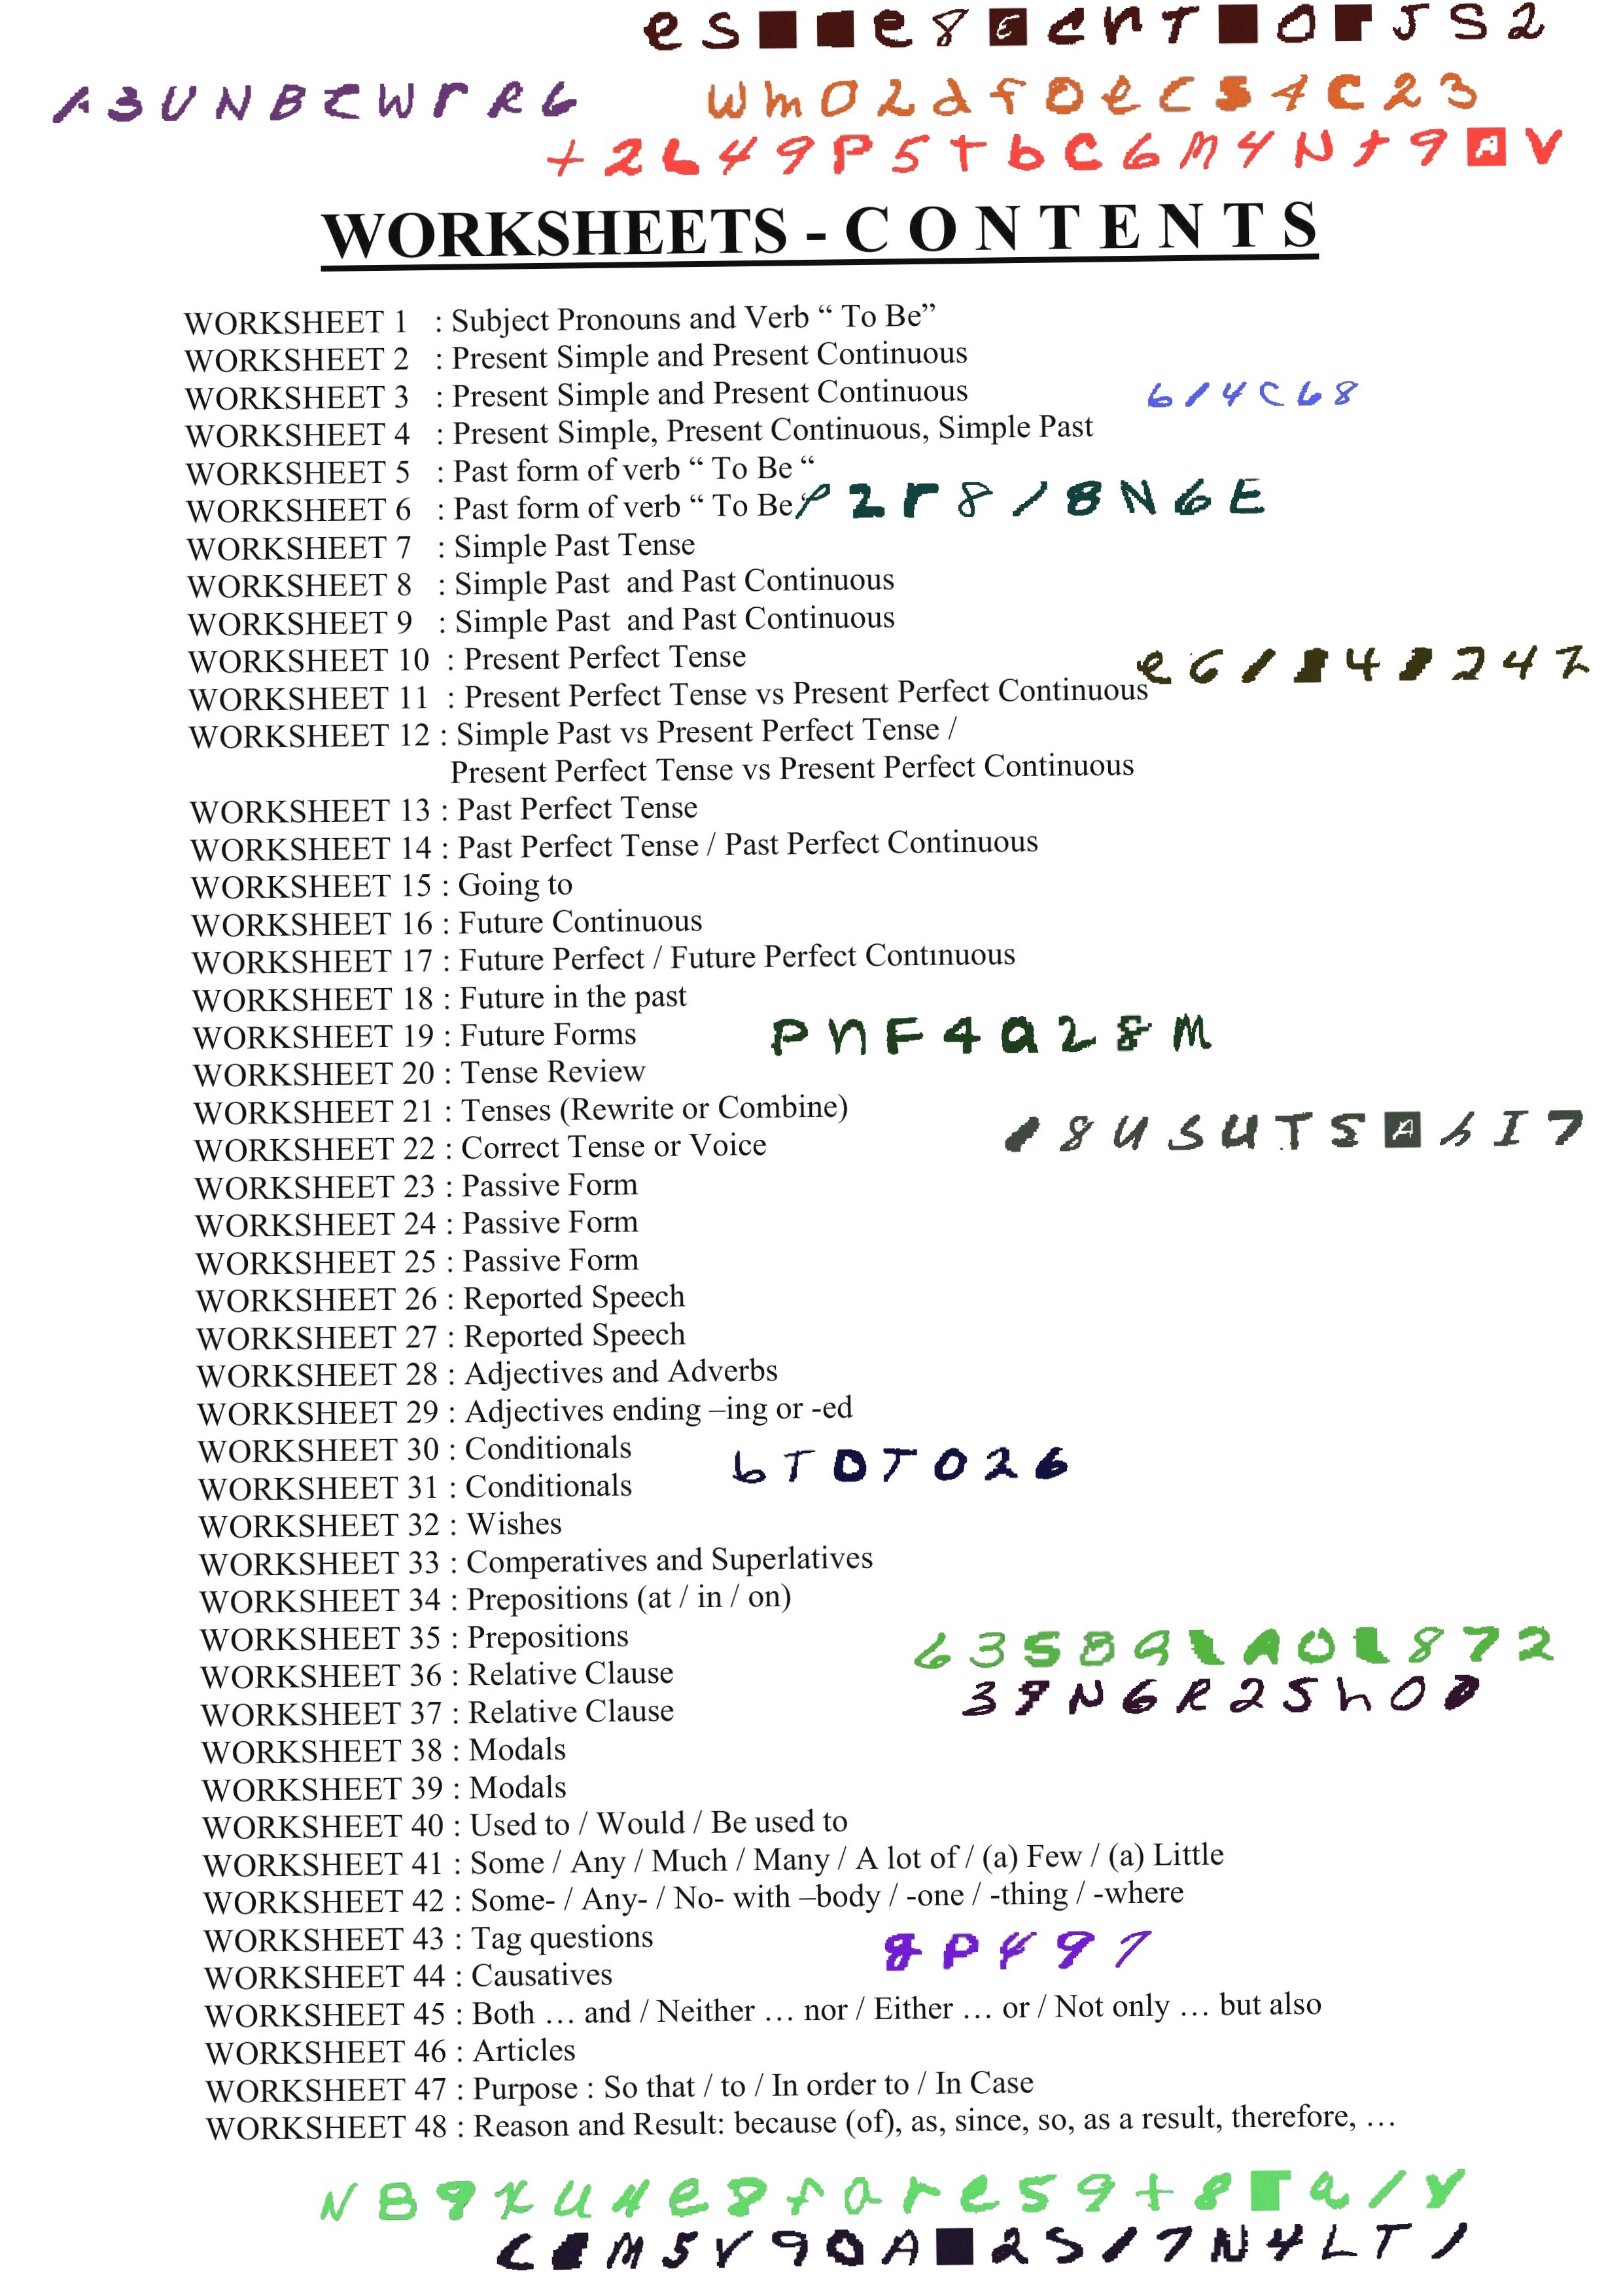 WORKSHEETS - C O N T E N T S
WORKSHEET 1 : Subject Pronouns and Verb “ To Be”
WORKSHEET 2 : Present Simple and Present Continuous
WORKSHEET 3 : Present Simple and Present Continuous
614C68
WORKSHEET 4 : Present Simple, Present Continuous, Simple Past
WORKSHEET 5 : Past form of verb “ To Be “
WORKSHEET 6 : Past form of verb “ To Be “
WORKSHEET 7 : Simple Past Tense
WORKSHEET 8 : Simple Past and Past Continuous
WORKSHEET 9 : Simple Past and Past Continuous
WORKSHEET 10 : Present Perfect Tense
WORKSHEET 11 : Present Perfect Tense vs Present Perfect Continuous
WORKSHEET 12 : Simple Past vs Present Perfect Tense /
Present Perfect Tense vs Present Perfect Continuous
WORKSHEET 13 : Past Perfect Tense
WORKSHEET 14 : Past Perfect Tense / Past Perfect Continuous
WORKSHEET 15 : Going to
WORKSHEET 16 : Future Continuous
WORKSHEET 17 : Future Perfect / Future Perfect Contınuous
WORKSHEET 18 : Future in the past
WORKSHEET 19 : Future Forms
PnF4a28M
WORKSHEET 20 : Tense Review
WORKSHEET 21 : Tenses (Rewrite or Combine)
WORKSHEET 22 : Correct Tense or Voice
WORKSHEET 23 : Passive Form
WORKSHEET 24 : Passive Form
WORKSHEET 25 : Passive Form
WORKSHEET 26 : Reported Speech
WORKSHEET 27 : Reported Speech
WORKSHEET 28 : Adjectives and Adverbs
WORKSHEET 29 : Adjectives ending –ing or -ed
WORKSHEET 30 : Conditionals
6TDT026
WORKSHEET 31 : Conditionals
WORKSHEET 32 : Wishes
WORKSHEET 33 : Comperatives and Superlatives
WORKSHEET 34 : Prepositions (at / in / on)
WORKSHEET 35 : Prepositions
WORKSHEET 36 : Relative Clause
WORKSHEET 37 : Relative Clause
WORKSHEET 38 : Modals
WORKSHEET 39 : Modals
WORKSHEET 40 : Used to / Would / Be used to
WORKSHEET 41 : Some / Any / Much / Many / A lot of / (a) Few / (a) Little
WORKSHEET 42 : Some- / Any- / No- with –body / -one / -thing / -where
WORKSHEET 43 : Tag questions
8P497
WORKSHEET 44 : Causatives
WORKSHEET 45 : Both … and / Neither … nor / Either … or / Not only … but also
WORKSHEET 46 : Articles
WORKSHEET 47 : Purpose : So that / to / In order to / In Case
WORKSHEET 48 : Reason and Result: because (of), as, since, so, as a result, therefore, …